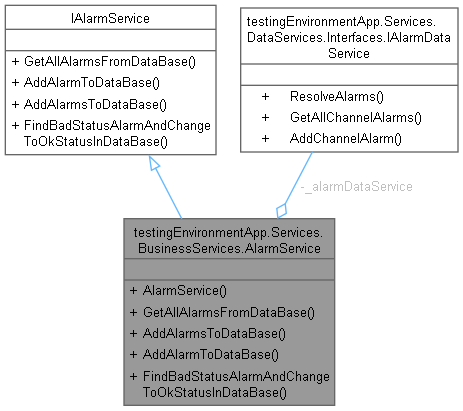 IAlarmService
+ GetAllAlarmsFromDataBase()
+ AddAlarmToDataBase()
+ AddAlarmsToDataBase()
+ FindBadStatusAlarmAndChange
ToOkStatusInDataBase()
testingEnvironmentApp.Services.
DataServices.Interfaces.IAlarmData
Service
+ ResolveAlarms()
+ GetAllChannelAlarms()
+ AddChannelAlarm()
-_alarmDataService
testingEnvironmentApp.Services.
BusinessServices.AlarmService
+ AlarmService()
+ GetAllAlarmsFromDataBase()
+ AddAlarmsToDataBase()
+ AddAlarmToDataBase()
+ FindBadStatusAlarmAndChange
ToOkStatusInDataBase()